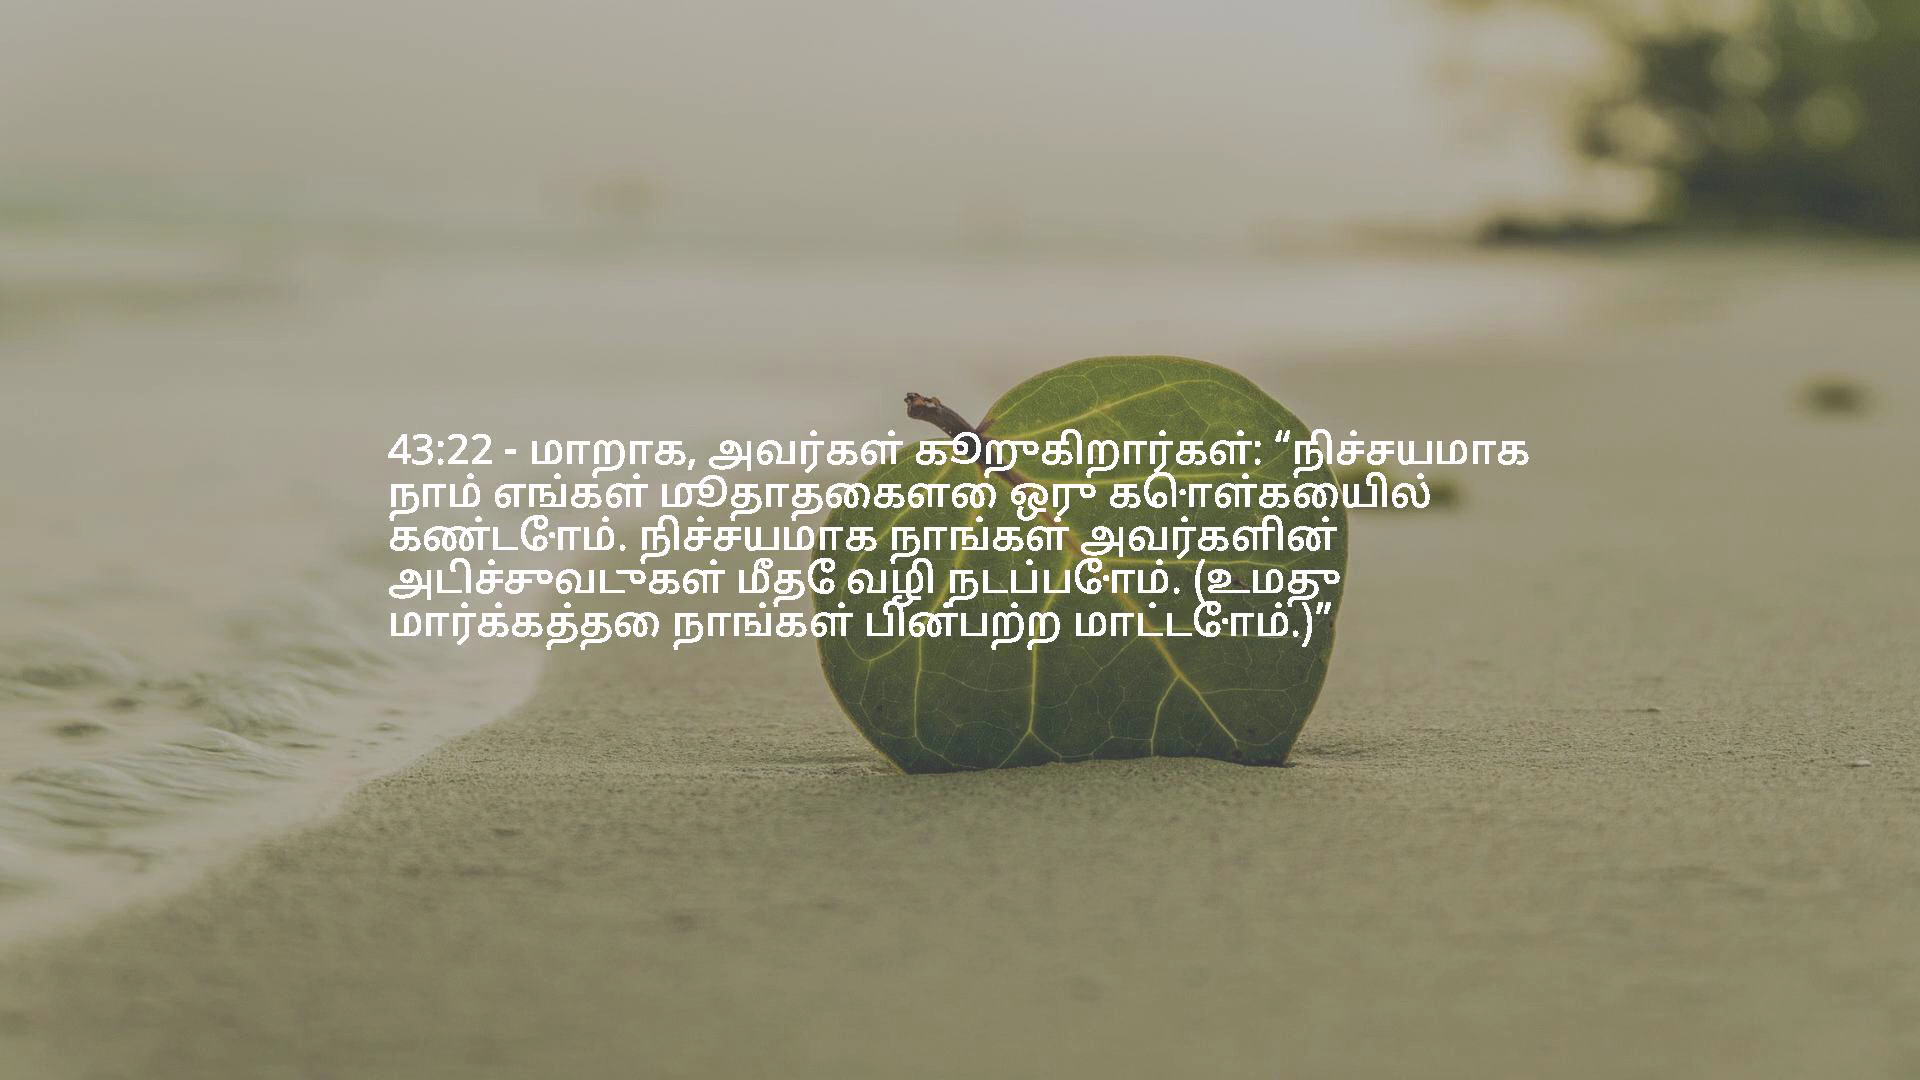 43:22 - மாறாக, அவர்கள் கூறுகிறார்கள்: “நிச்சயமாக
நாம் எங்கள் மூதாதைகளை ஒரு கொள்கையில்
கண்டோம். நிச்சயமாக நாங்கள் அவர்களின்
அடிச்சுவடுகள் மீதே வழி நடப்போம். (உமது
மார்க்கத்தை நாங்கள் பின்பற்ற மாட்டோம்.)”